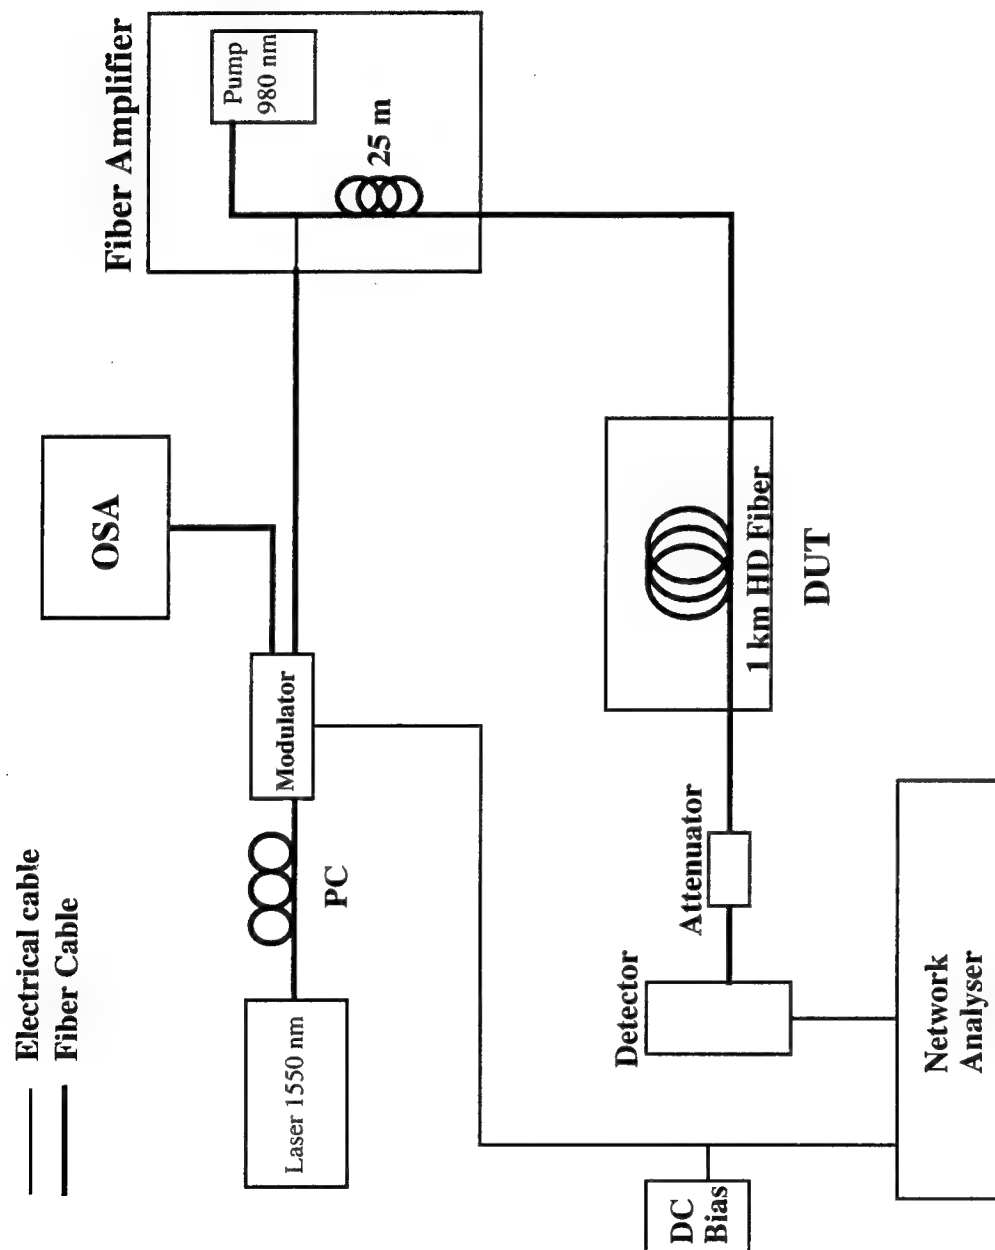 Electrical cable
Fiber Cable
Laser 1550 nm
PC
Modulator
OSA
Fiber Amplifier
Pump
980 nm
25 m
DC
Bias
Detector
Attenuator
1 km HD Fiber
DUT
Network
Analyser